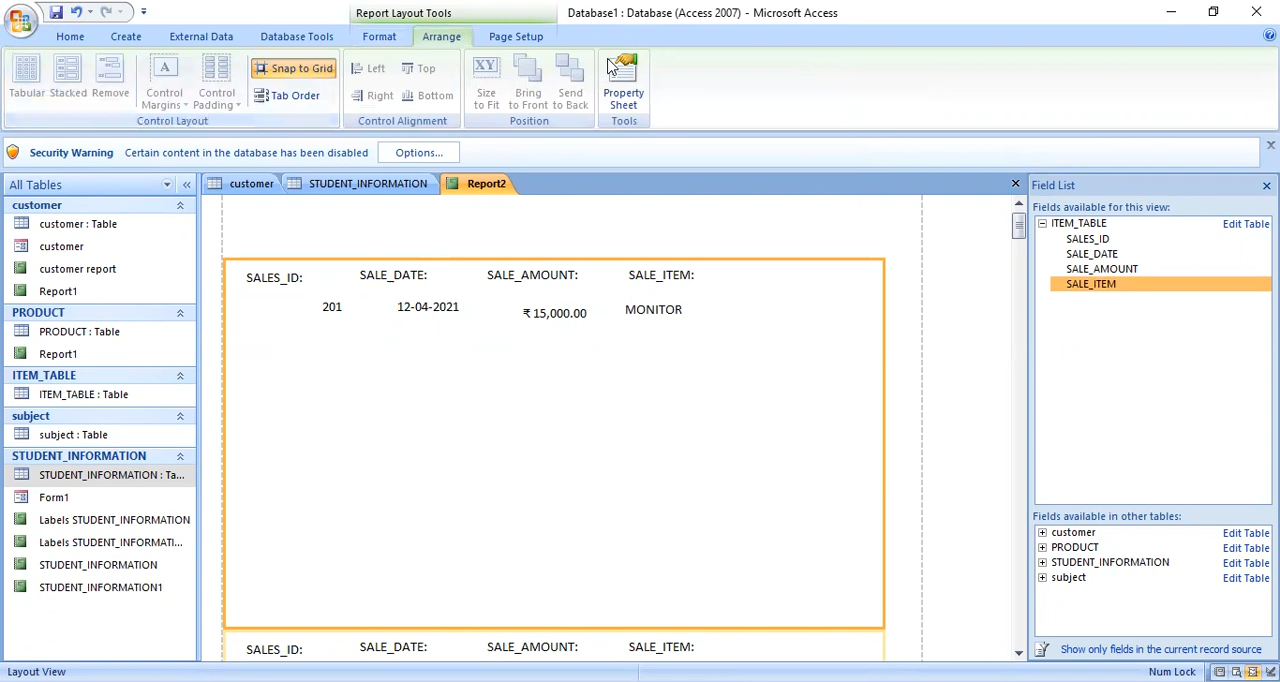 Report Layout Tools
Database1 : Database (Access 2007) - Microsoft Access
Home Create External Data Database Tools Format Arrange Page Setup
Tabular Stacked Remove
Control Margins
Control Padding
Snap to Grid
Tab Order
Control Layout
Left Top
Right Bottom
Control Alignment
Size to Fit
Bring to Front
Send to Back
Position
Property Sheet
Tools
Security Warning Certain content in the database has been disabled Options...
All Tables
customer
customer : Table
customer
customer report
Report1
PRODUCT
PRODUCT : Table
Report1
ITEM_TABLE
ITEM_TABLE : Table
subject
subject : Table
STUDENT_INFORMATION
STUDENT_INFORMATION : Ta...
Form1
Labels STUDENT_INFORMATION
Labels STUDENT_INFORMATI...
STUDENT_INFORMATION
STUDENT_INFORMATION1
customer STUDENT_INFORMATION Report2
SALES_ID: SALE_DATE: SALE_AMOUNT: SALE_ITEM:
201 12-04-2021 ₹ 15,000.00 MONITOR
SALES_ID: SALE_DATE: SALE_AMOUNT: SALE_ITEM:
Field List
Fields available for this view:
ITEM_TABLE Edit Table
SALES_ID
SALE_DATE
SALE_AMOUNT
SALE_ITEM
Fields available in other tables:
customer Edit Table
PRODUCT Edit Table
STUDENT_INFORMATION Edit Table
subject Edit Table
Show only fields in the current record source
Layout View Num Lock